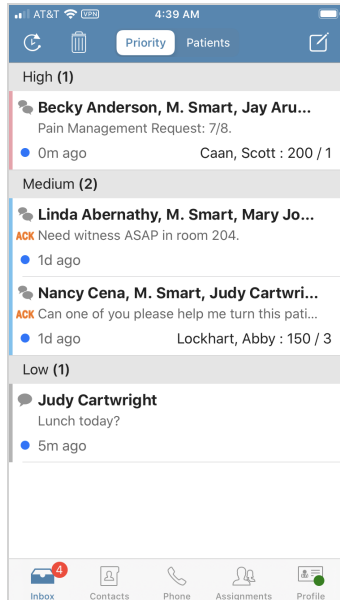 AT&T VPN 4:39 AM
Priority Patients
High (1)
Becky Anderson, M. Smart, Jay Aru...
Pain Management Request: 7/8.
0m ago Caan, Scott : 200 / 1
Medium (2)
Linda Abernathy, M. Smart, Mary Jo...
ACK Need witness ASAP in room 204.
1d ago
Nancy Cena, M. Smart, Judy Cartwri...
ACK Can one of you please help me turn this pati...
1d ago Lockhart, Abby : 150 / 3
Low (1)
Judy Cartwright
Lunch today?
5m ago
4
Inbox Contacts Phone Assignments Profile